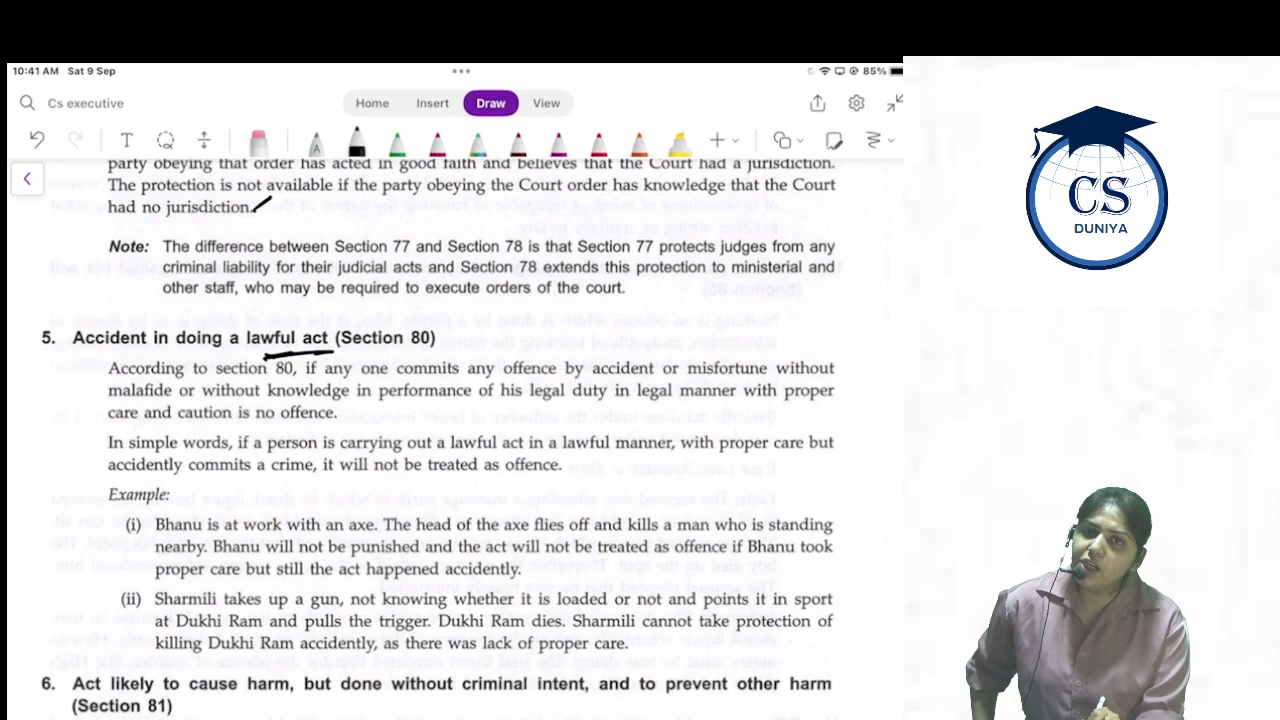 10:41 AM Sat 9 Sep
85%
Cs executive
Home Insert Draw View
party obeying that order has acted in good faith and believes that the Court had a jurisdiction.
The protection is not available if the party obeying the Court order has knowledge that the Court
had no jurisdiction.
Note: The difference between Section 77 and Section 78 is that Section 77 protects judges from any
criminal liability for their judicial acts and Section 78 extends this protection to ministerial and
other staff, who may be required to execute orders of the court.
5. Accident in doing a lawful act (Section 80)
According to section 80, if any one commits any offence by accident or misfortune without
malafide or without knowledge in performance of his legal duty in legal manner with proper
care and caution is no offence.
In simple words, if a person is carrying out a lawful act in a lawful manner, with proper care but
accidently commits a crime, it will not be treated as offence.
Example:
(i) Bhanu is at work with an axe. The head of the axe flies off and kills a man who is standing
nearby. Bhanu will not be punished and the act will not be treated as offence if Bhanu took
proper care but still the act happened accidently.
(ii) Sharmili takes up a gun, not knowing whether it is loaded or not and points it in sport
at Dukhi Ram and pulls the trigger. Dukhi Ram dies. Sharmili cannot take protection of
killing Dukhi Ram accidently, as there was lack of proper care.
6. Act likely to cause harm, but done without criminal intent, and to prevent other harm
(Section 81)
CS
DUNIYA